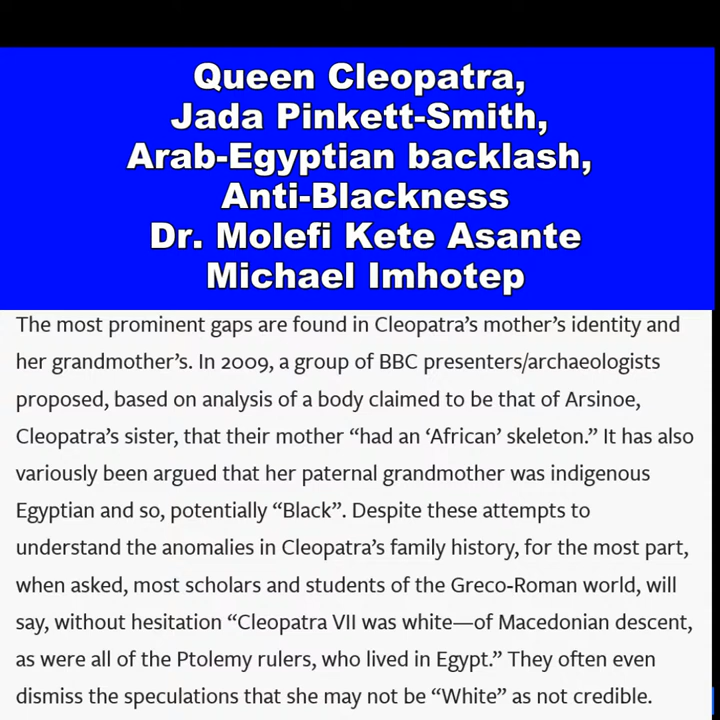 Queen Cleopatra,
Jada Pinkett-Smith,
Arab-Egyptian backlash,
Anti-Blackness
Dr. Molefi Kete Asante
Michael Imhotep
The most prominent gaps are found in Cleopatra’s mother’s identity and
her grandmother’s. In 2009, a group of BBC presenters/archaeologists
proposed, based on analysis of a body claimed to be that of Arsinoe,
Cleopatra’s sister, that their mother “had an ‘African’ skeleton.” It has also
variously been argued that her paternal grandmother was indigenous
Egyptian and so, potentially “Black”. Despite these attempts to
understand the anomalies in Cleopatra’s family history, for the most part,
when asked, most scholars and students of the Greco-Roman world, will
say, without hesitation “Cleopatra VII was white—of Macedonian descent,
as were all of the Ptolemy rulers, who lived in Egypt.” They often even
dismiss the speculations that she may not be “White” as not credible.